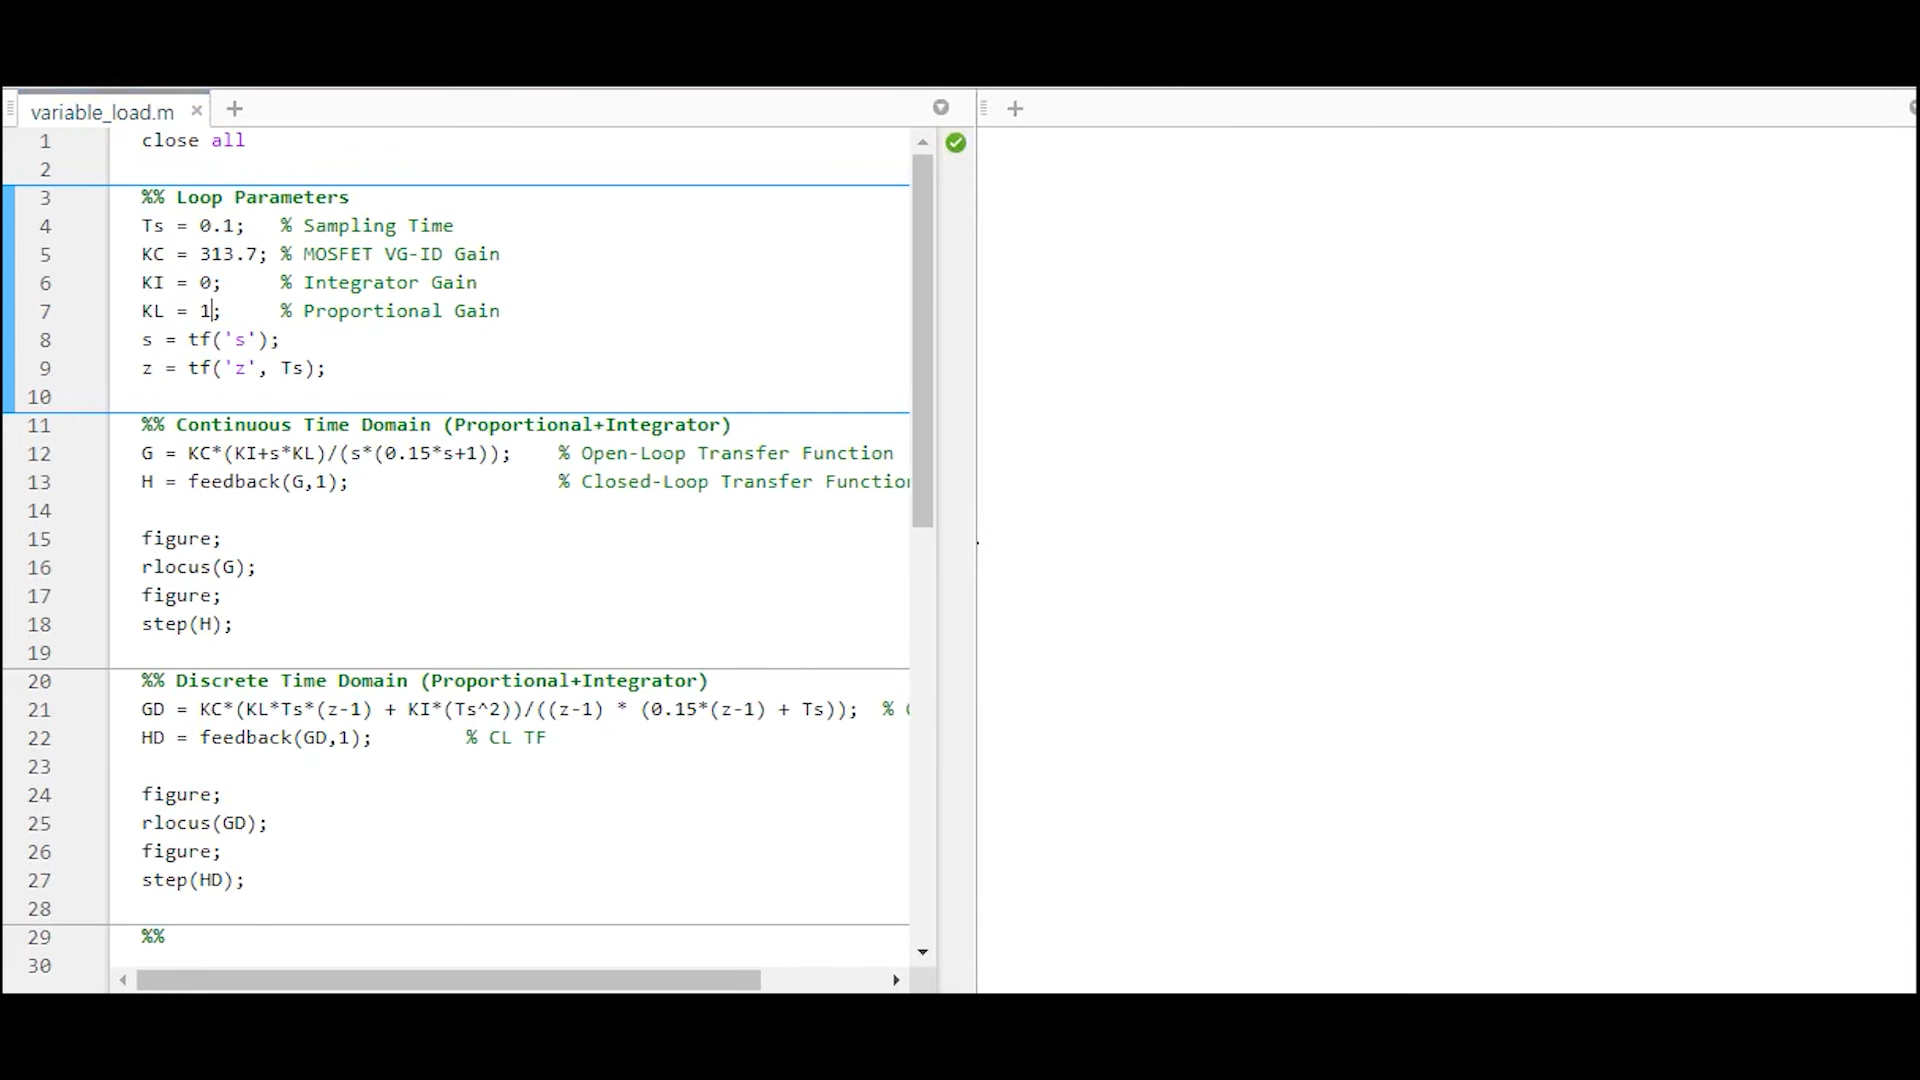 variable_load.m
1 close all
2
3 %% Loop Parameters
4 Ts = 0.1; % Sampling Time
5 KC = 313.7; % MOSFET VG-ID Gain
6 KI = 0; % Integrator Gain
7 KL = 1; % Proportional Gain
8 s = tf('s');
9 z = tf('z', Ts);
10
11 %% Continuous Time Domain (Proportional+Integrator)
12 G = KC*(KI+s*KL)/(s*(0.15*s+1)); % Open-Loop Transfer Function
13 H = feedback(G,1); % Closed-Loop Transfer Function
14
15 figure;
16 rlocus(G);
17 figure;
18 step(H);
19
20 %% Discrete Time Domain (Proportional+Integrator)
21 GD = KC*(KL*Ts*(z-1) + KI*(Ts^2))/((z-1) * (0.15*(z-1) + Ts)); %
22 HD = feedback(GD,1); % CL TF
23
24 figure;
25 rlocus(GD);
26 figure;
27 step(HD);
28
29 %%
30